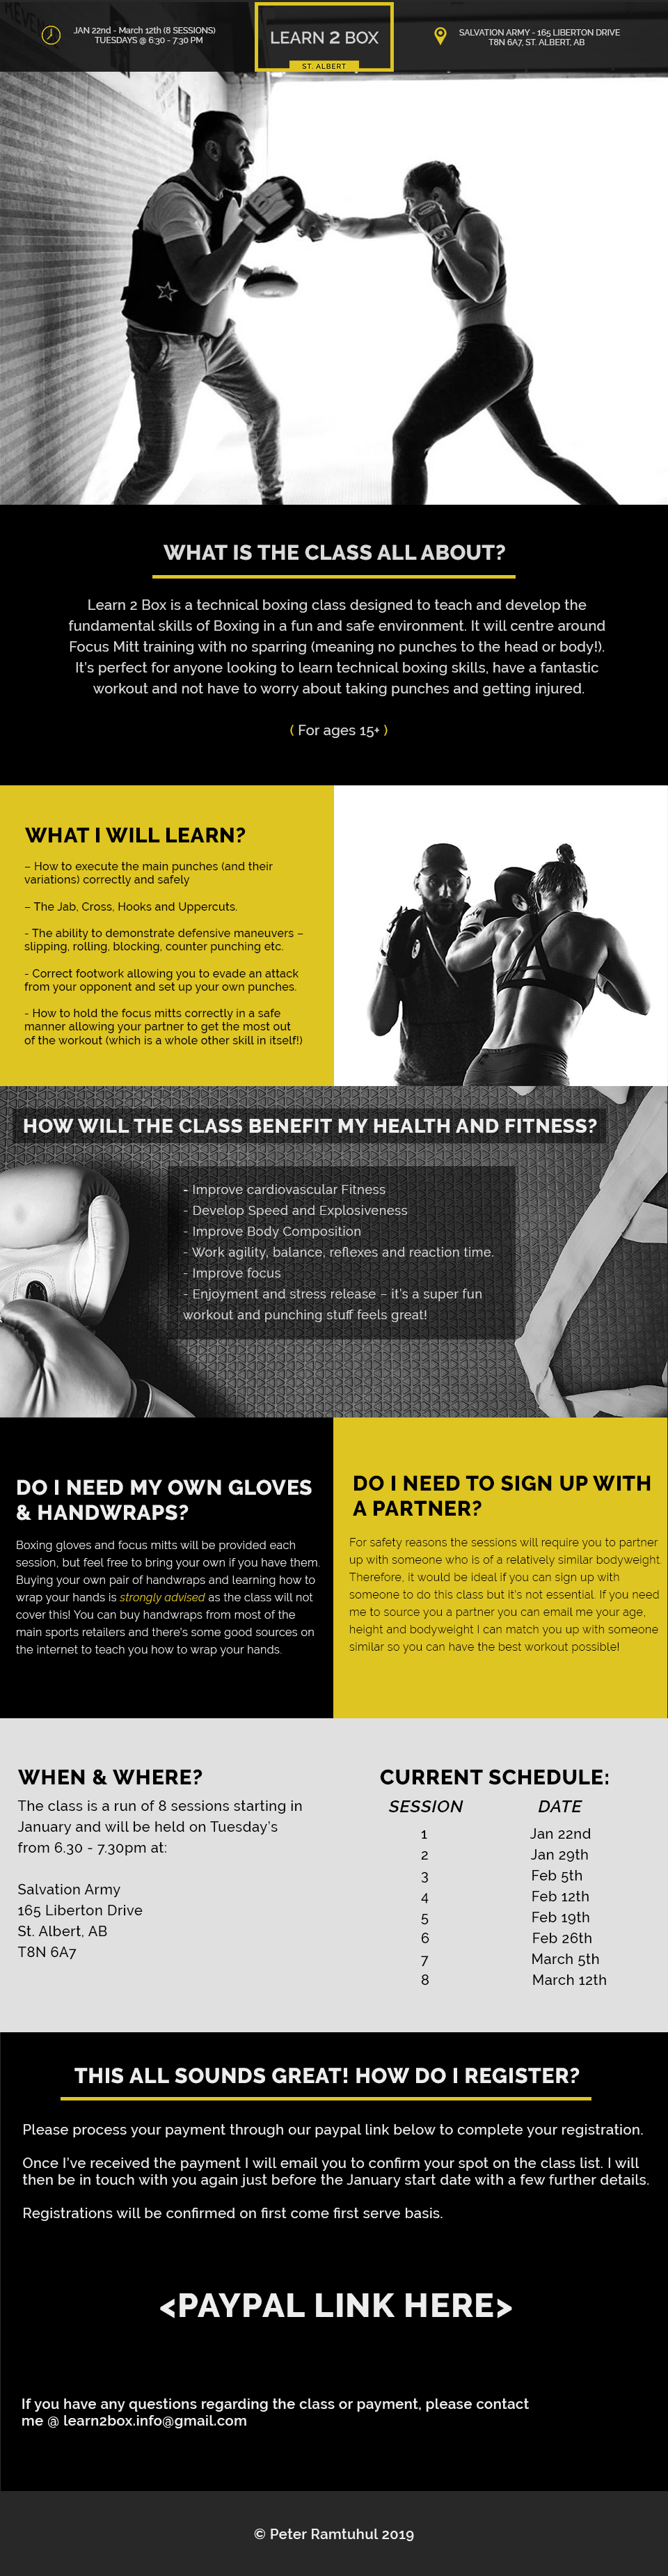 JAN 22nd - March 12th (8 SESSIONS)
TUESDAYS @ 6:30 - 7:30 PM
LEARN 2 BOX
ST. ALBERT
SALVATION ARMY - 165 LIBERTON DRIVE
T8N 6A7, ST. ALBERT, AB
WHAT IS THE CLASS ALL ABOUT?
Learn 2 Box is a technical boxing class designed to teach and develop the
fundamental skills of Boxing in a fun and safe environment. It will centre around
Focus Mitt training with no sparring (meaning no punches to the head or body!).
It's perfect for anyone looking to learn technical boxing skills, have a fantastic
workout and not have to worry about taking punches and getting injured.
( For ages 15+ )
WHAT I WILL LEARN?
– How to execute the main punches (and their
variations) correctly and safely
– The Jab, Cross, Hooks and Uppercuts.
- The ability to demonstrate defensive maneuvers –
slipping, rolling, blocking, counter punching etc.
- Correct footwork allowing you to evade an attack
from your opponent and set up your own punches.
- How to hold the focus mitts correctly in a safe
manner allowing your partner to get the most out
of the workout (which is a whole other skill in itself!)
HOW WILL THE CLASS BENEFIT MY HEALTH AND FITNESS?
- Improve cardiovascular Fitness
- Develop Speed and Explosiveness
- Improve Body Composition
- Work agility, balance, reflexes and reaction time.
- Improve focus
- Enjoyment and stress release – it's a super fun
workout and punching stuff feels great!
DO I NEED MY OWN GLOVES
& HANDWRAPS?
Boxing gloves and focus mitts will be provided each
session, but feel free to bring your own if you have them.
Buying your own pair of handwraps and learning how to
wrap your hands is strongly advised as the class will not
cover this! You can buy handwraps from most of the
main sports retailers and there's some good sources on
the internet to teach you how to wrap your hands.
DO I NEED TO SIGN UP WITH
A PARTNER?
For safety reasons the sessions will require you to partner
up with someone who is of a relatively similar bodyweight.
Therefore, it would be ideal if you can sign up with
someone to do this class but it's not essential. If you need
me to source you a partner you can email me your age,
height and bodyweight I can match you up with someone
similar so you can have the best workout possible!
WHEN & WHERE?
The class is a run of 8 sessions starting in
January and will be held on Tuesday's
from 6.30 - 7.30pm at:
Salvation Army
165 Liberton Drive
St. Albert, AB
T8N 6A7
CURRENT SCHEDULE:
SESSION DATE
1 Jan 22nd
2 Jan 29th
3 Feb 5th
4 Feb 12th
5 Feb 19th
6 Feb 26th
7 March 5th
8 March 12th
THIS ALL SOUNDS GREAT! HOW DO I REGISTER?
Please process your payment through our paypal link below to complete your registration.
Once I've received the payment I will email you to confirm your spot on the class list. I will
then be in touch with you again just before the January start date with a few further details.
Registrations will be confirmed on first come first serve basis.
<PAYPAL LINK HERE>
If you have any questions regarding the class or payment, please contact
me @ learn2box.info@gmail.com
© Peter Ramtuhul 2019